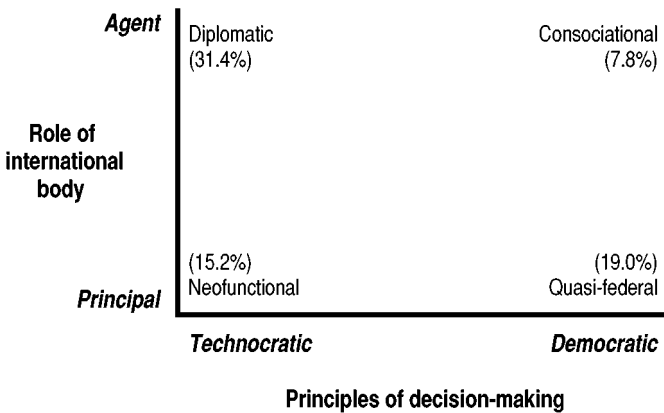 Agent
Diplomatic
(31.4%)
Consociational
(7.8%)
Role of
international
body
(15.2%)
Neofunctional
(19.0%)
Quasi-federal
Principal
Technocratic
Democratic
Principles of decision-making